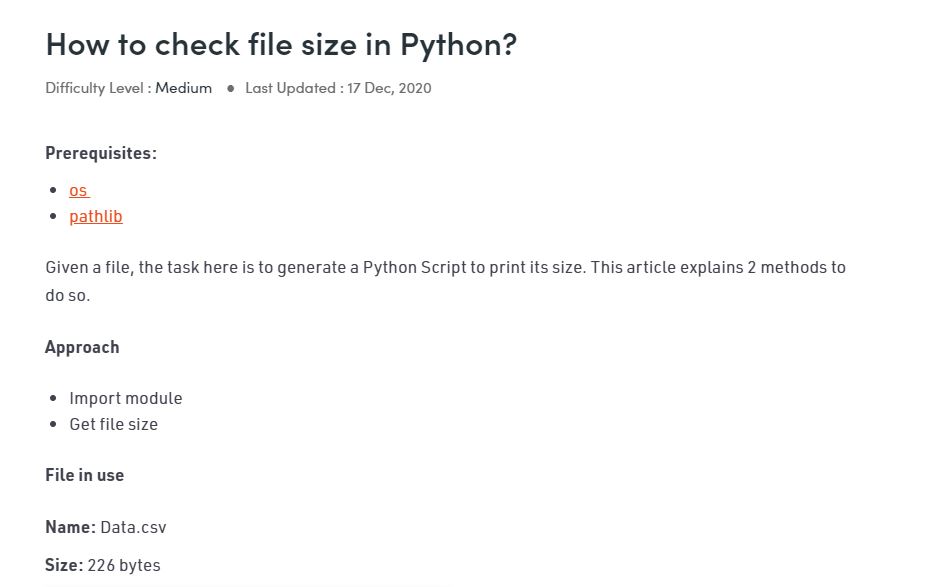 How to check file size in Python?
Difficulty Level : Medium ● Last Updated : 17 Dec, 2020
Prerequisites:
• os
• pathlib
Given a file, the task here is to generate a Python Script to print its size. This article explains 2 methods to
do so.
Approach
• Import module
• Get file size
File in use
Name: Data.csv
Size: 226 bytes